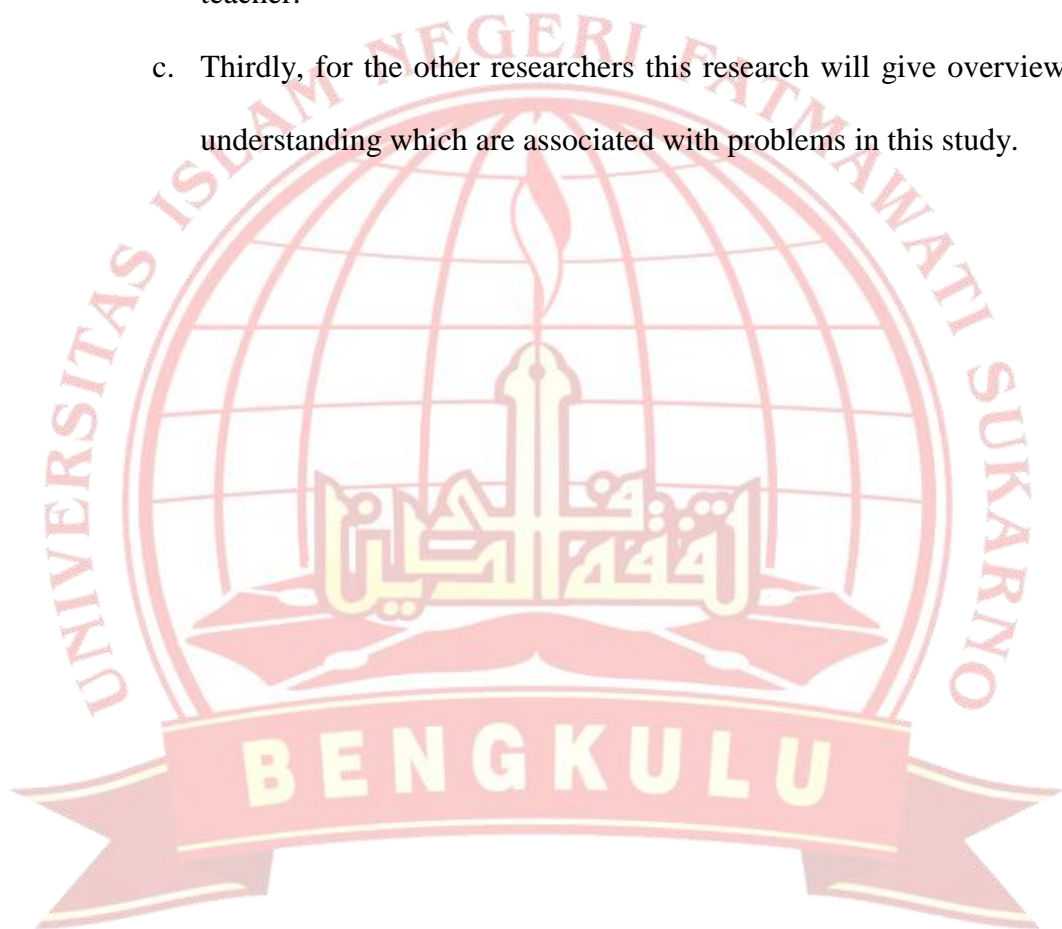 teacher.
c. Thirdly, for the other researchers this research will give overview
understanding which are associated with problems in this study.
UNIVERSITAS ISLAM NEGERI FATMAWATI SUKARNO
BENGKULU